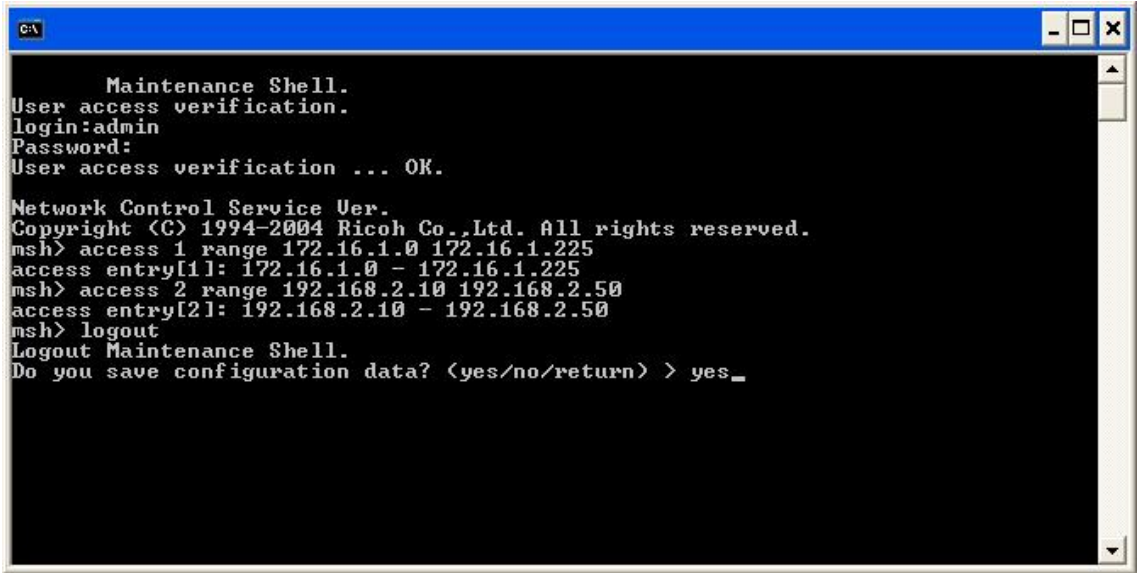 C:\
Maintenance Shell.
User access verification.
login:admin
Password:
User access verification ... OK.
Network Control Service Ver.
Copyright (C) 1994-2004 Ricoh Co.,Ltd. All rights reserved.
msh> access 1 range 172.16.1.0 172.16.1.225
access entry[1]: 172.16.1.0 - 172.16.1.225
msh> access 2 range 192.168.2.10 192.168.2.50
access entry[2]: 192.168.2.10 - 192.168.2.50
msh> logout
Logout Maintenance Shell.
Do you save configuration data? (yes/no/return) > yes_